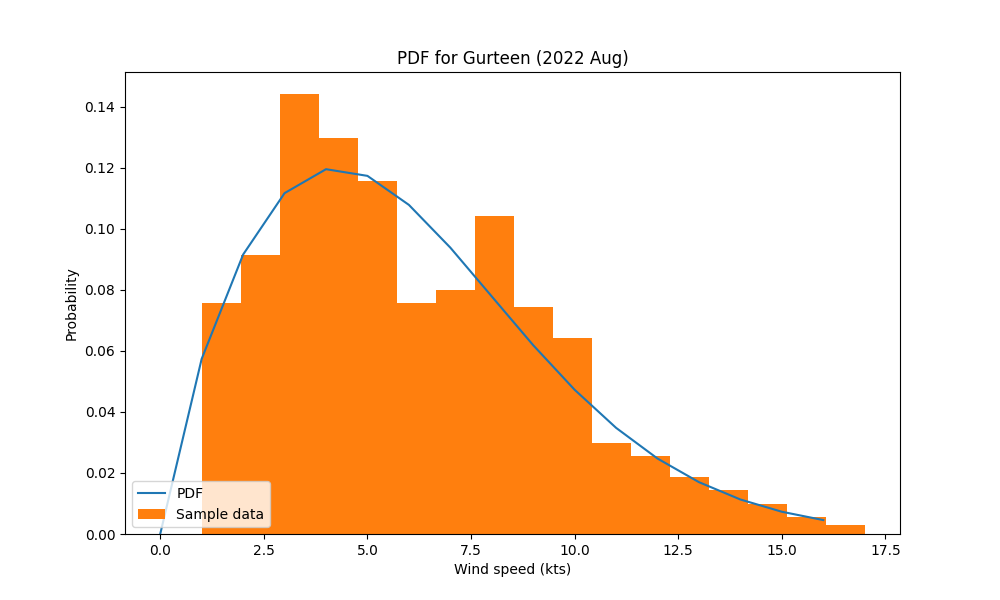 PDF for Gurteen (2022 Aug)
0.14
0.12
0.10
0.08
0.06
0.04
0.02
0.00
Probability
PDF
Sample data
0.0 2.5 5.0 7.5 10.0 12.5 15.0 17.5
Wind speed (kts)